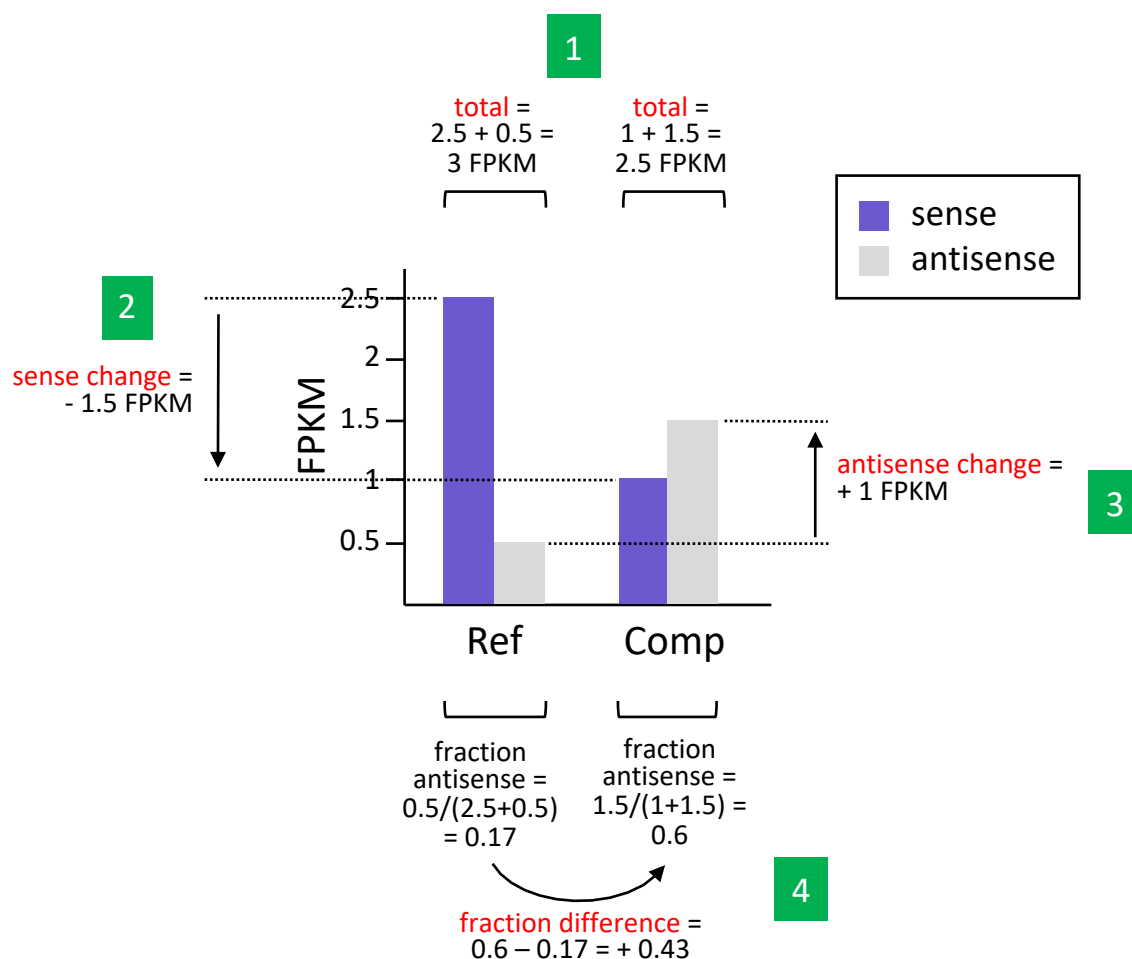 1
total =
2.5 + 0.5 =
3 FPKM
total =
1 + 1.5 =
2.5 FPKM
sense
antisense
2
sense change =
- 1.5 FPKM
FPKM
2.5
2
1.5
1
0.5
antisense change =
+ 1 FPKM
3
Ref
Comp
fraction
antisense =
0.5/(2.5+0.5)
= 0.17
fraction
antisense =
1.5/(1+1.5) =
0.6
4
fraction difference =
0.6 – 0.17 = + 0.43